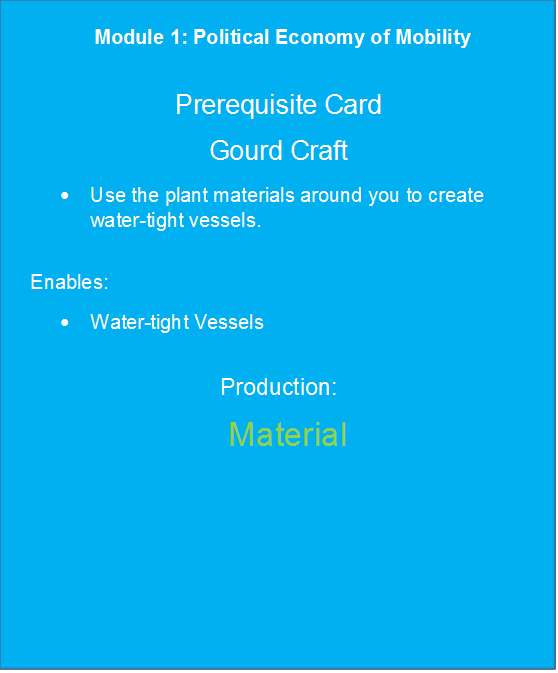 Module 1: Political Economy of Mobility
Prerequisite Card
Gourd Craft
• Use the plant materials around you to create
water-tight vessels.
Enables:
• Water-tight Vessels
Production:
Material